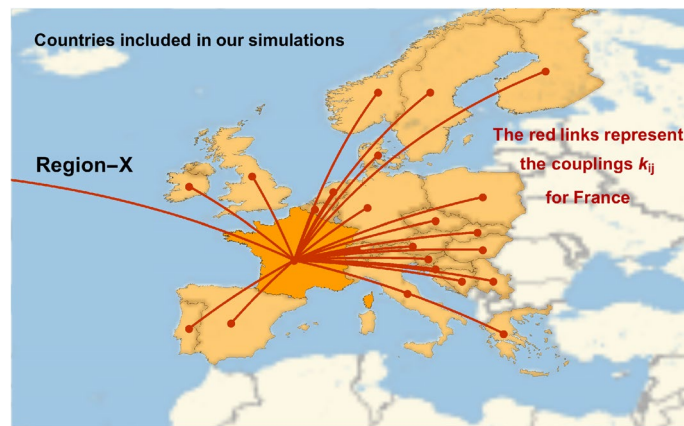 Countries included in our simulations
Region–X
The red links represent
the couplings kij
for France